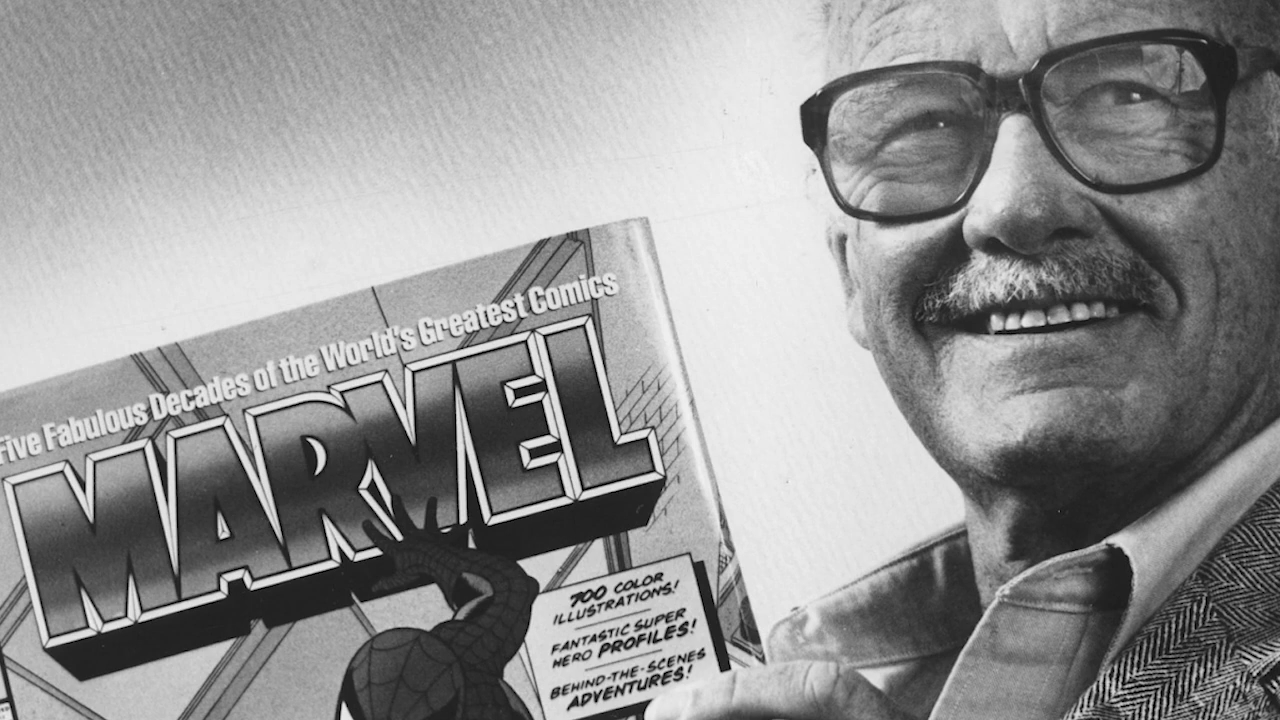 Five Fabulous Decades of the World's Greatest Comics
MARVEL
700 COLOR
ILLUSTRATIONS!
FANTASTIC SUPER
HERO PROFILES!
BEHIND-THE-SCENES
ADVENTURES!